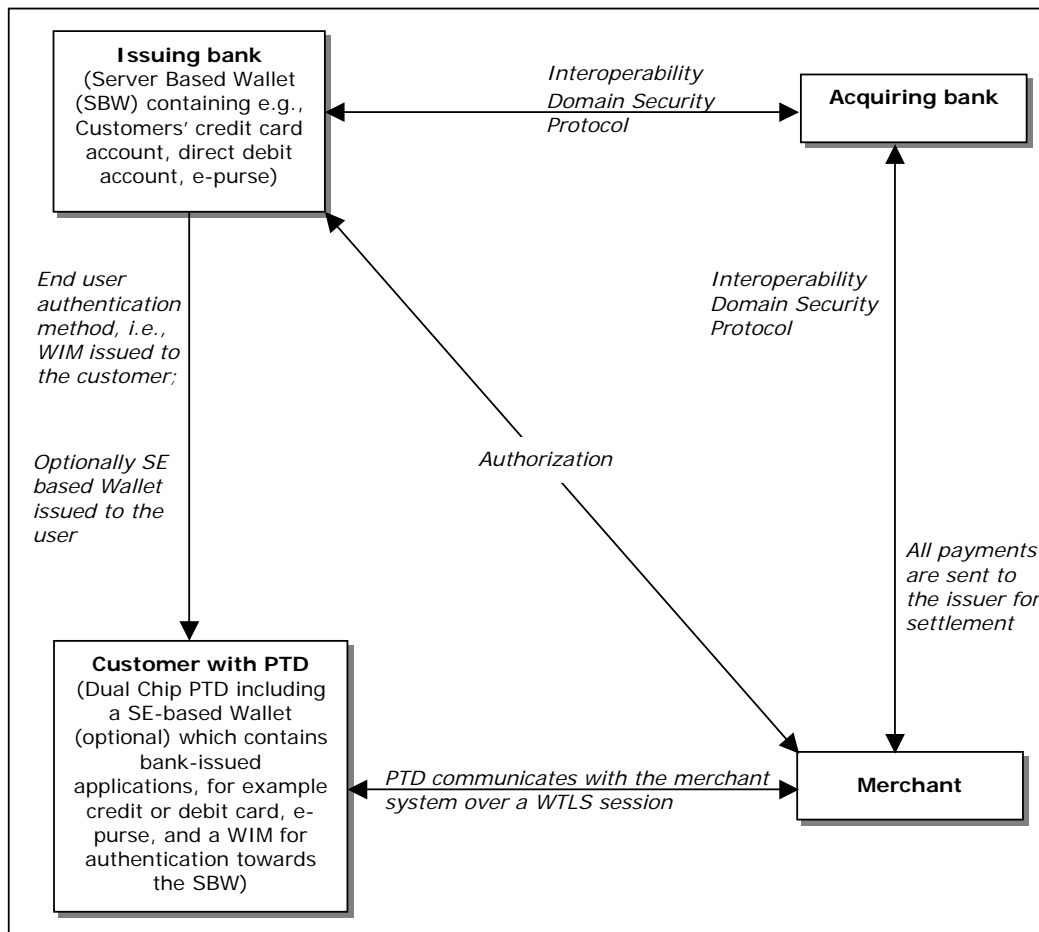 Issuing bank
(Server Based Wallet
(SBW) containing e.g.,
Customers' credit card
account, direct debit
account, e-purse)
Interoperability
Domain Security
Protocol
Acquiring bank
End user
authentication
method, i.e.,
WIM issued to
the customer;
Optionally SE
based Wallet
issued to the
user
Interoperability
Domain Security
Protocol
Authorization
All payments
are sent to
the issuer for
settlement
Customer with PTD
(Dual Chip PTD including
a SE-based Wallet
(optional) which contains
bank-issued
applications, for example
credit or debit card, e-
purse, and a WIM for
authentication towards
the SBW)
PTD communicates with the merchant
system over a WTLS session
Merchant